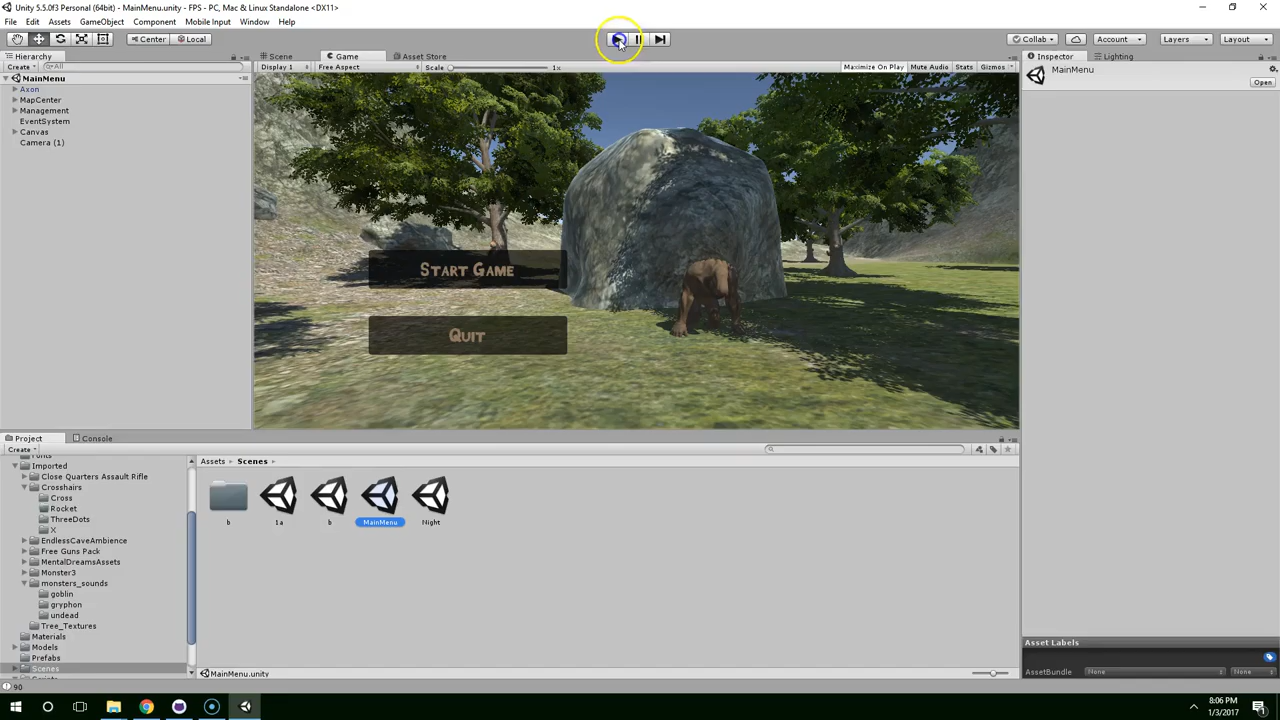 Unity 5.5.0f3 Personal (64bit) - MainMenu.unity - FPS - PC, Mac & Linux Standalone <DX11>
File Edit Assets GameObject Component Mobile Input Window Help
Center Local Collab Account Layers Layout
Hierarchy Scene Game Asset Store Inspector Lighting
Create All Display 1 Free Aspect Scale 1x Maximize On Play Mute Audio Stats Gizmos MainMenu
MainMenu
Open
Axon
MapCenter
Management
EventSystem
Canvas
Camera (1)
Start Game
Quit
Project Console
Create
Assets Scenes
Imported
Close Quarters Assault Rifle
Crosshairs
Cross
Rocket
ThreeDots
X
EndlessCaveAmbience
Free Guns Pack
MentalDreamsAssets
Monster3
monsters_sounds
goblin
gryphon
undead
Tree_Textures
Materials
Models
Prefabs
Scenes
b 1a b MainMenu Night
MainMenu.unity
Asset Labels
AssetBundle None None
90
8:06 PM
1/3/2017